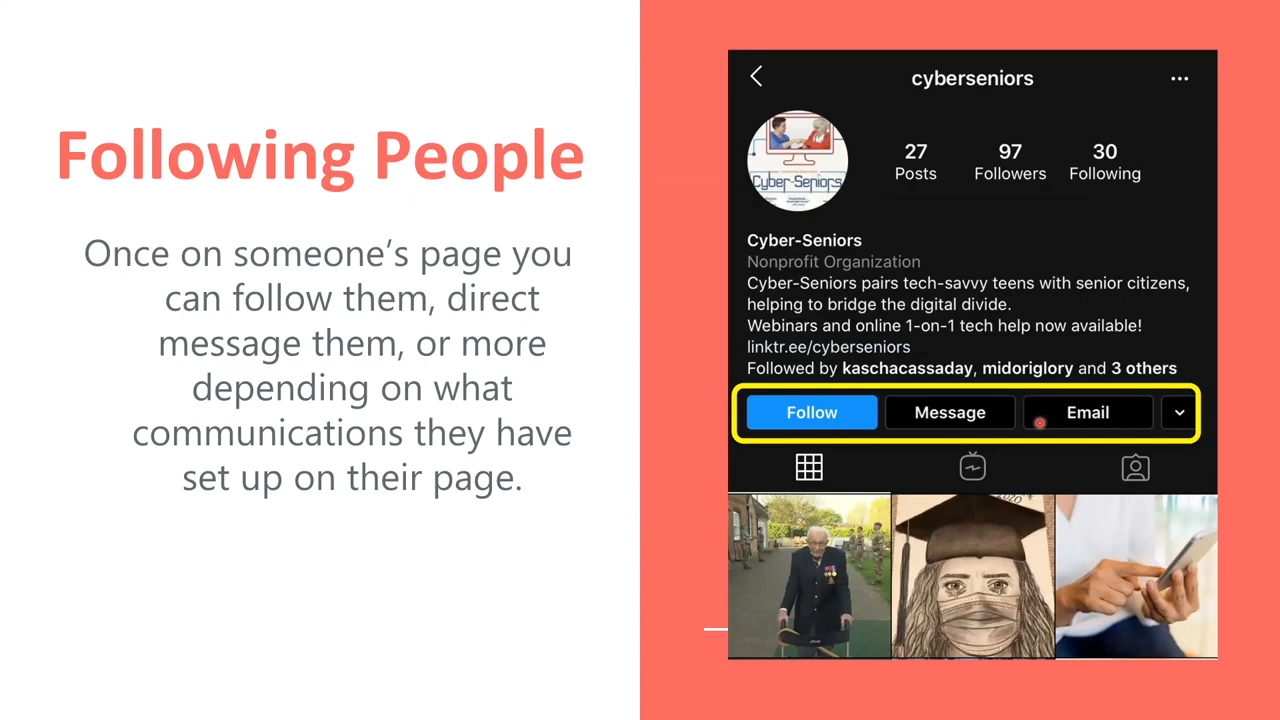 Following People
Once on someone’s page you
can follow them, direct
message them, or more
depending on what
communications they have
set up on their page.
cyberseniors
Cyber-Seniors
27
Posts
97
Followers
30
Following
Cyber-Seniors
Nonprofit Organization
Cyber-Seniors pairs tech-savvy teens with senior citizens,
helping to bridge the digital divide.
Webinars and online 1-on-1 tech help now available!
linktr.ee/cyberseniors
Followed by kaschacassaday, midoriglory and 3 others
Follow
Message
Email
2020